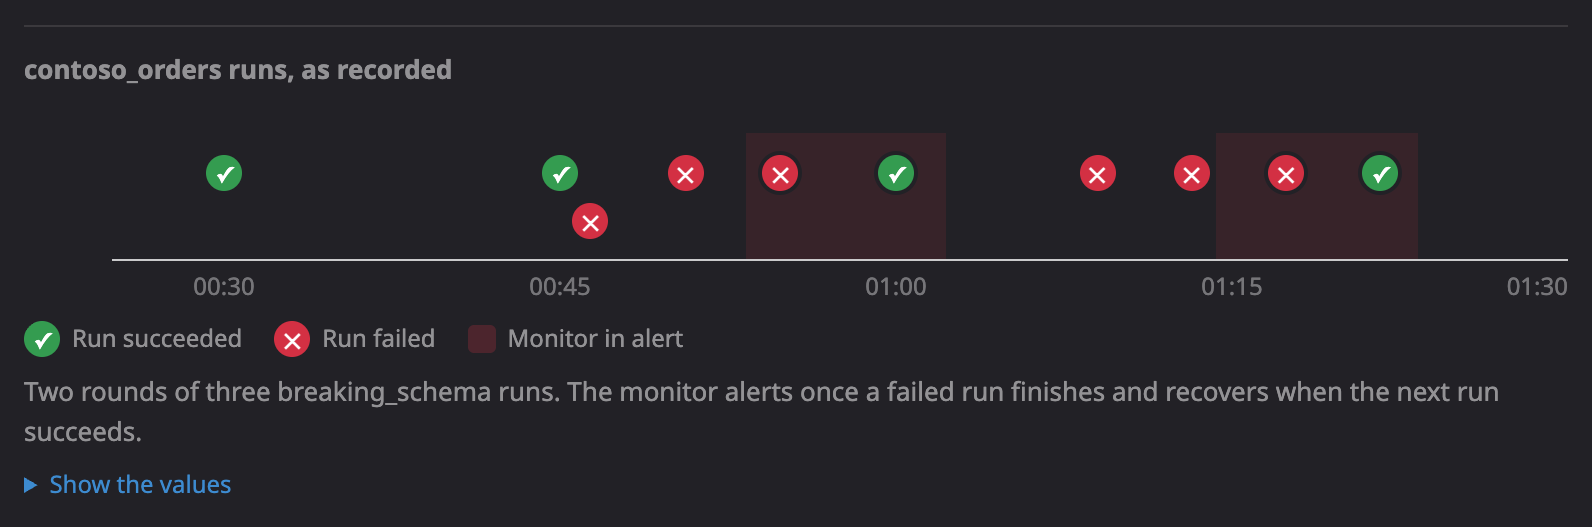 contoso_orders runs, as recorded
00:30 00:45 01:00 01:15 01:30
Run succeeded Run failed Monitor in alert
Two rounds of three breaking_schema runs. The monitor alerts once a failed run finishes and recovers when the next run
succeeds.
Show the values